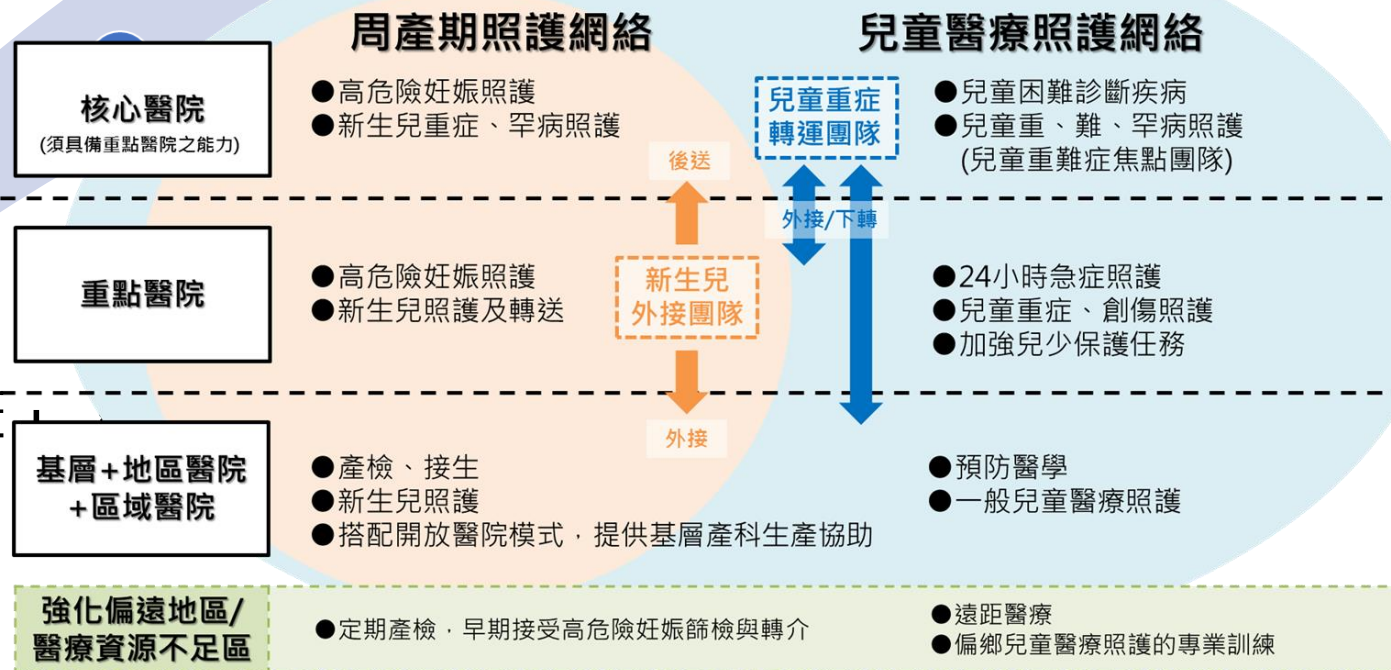 周產期照護網絡
兒童醫療照護網絡
核心醫院
(須具備重點醫院之能力)
●高危險妊娠照護
●新生兒重症、罕病照護
後送
兒童重症
轉運團隊
●兒童困難診斷疾病
●兒童重、難、罕病照護
(兒童重難症焦點團隊)
外接/下轉
重點醫院
●高危險妊娠照護
●新生兒照護及轉送
新生兒
外接團隊
●24小時急症照護
●兒童重症、創傷照護
●加強兒少保護任務
外接
基層+地區醫院
+區域醫院
●產檢、接生
●新生兒照護
●搭配開放醫院模式，提供基層產科生產協助
●預防醫學
●一般兒童醫療照護
強化偏遠地區/
醫療資源不足區
●定期產檢，早期接受高危險妊娠篩檢與轉介
●遠距醫療
●偏鄉兒童醫療照護的專業訓練